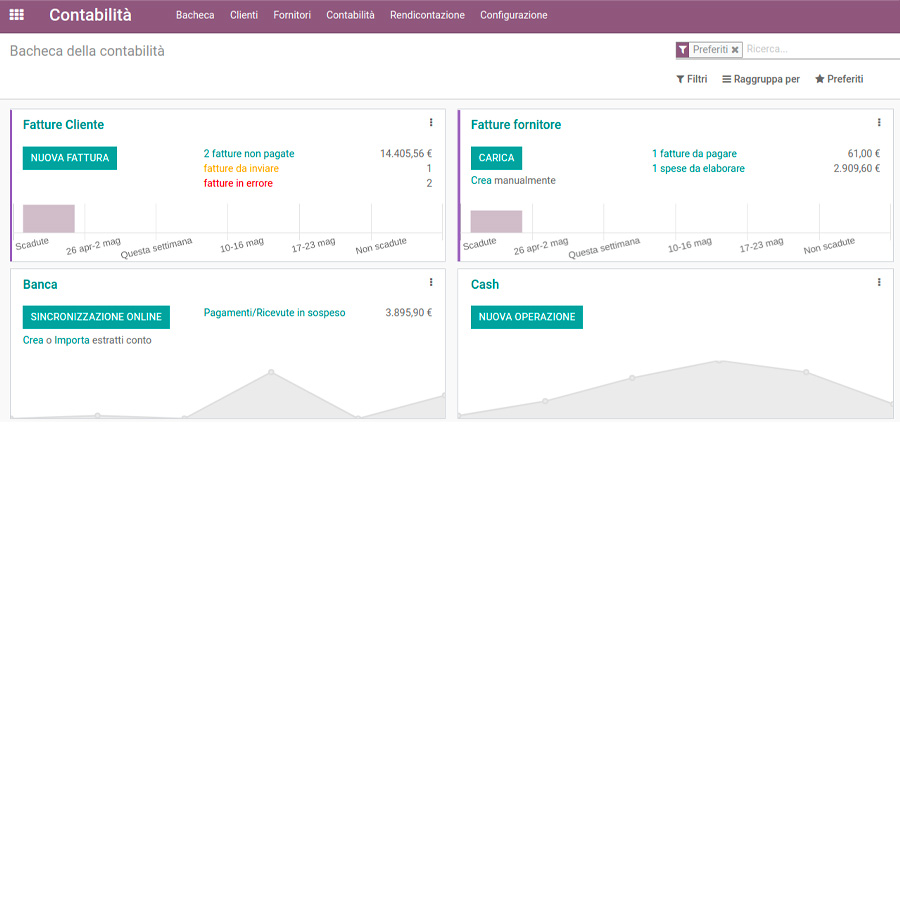 Contabilità Bacheca Clienti Fornitori Contabilità Rendicontazione Configurazione
Bacheca della contabilità
Preferiti Ricerca...
Filtri Raggruppa per Preferiti
Fatture Cliente
NUOVA FATTURA
2 fatture non pagate 14.405,56 €
fatture da inviare 1
fatture in errore 2
Scadute 26 apr-2 mag Questa settimana 10-16 mag 17-23 mag Non scadute
Fatture fornitore
CARICA
Crea manualmente
1 fatture da pagare 61,00 €
1 spese da elaborare 2.909,60 €
Scadute 26 apr-2 mag Questa settimana 10-16 mag 17-23 mag Non scadute
Banca
SINCRONIZZAZIONE ONLINE
Crea o Importa estratti conto
Pagamenti/Ricevute in sospeso 3.895,90 €
Cash
NUOVA OPERAZIONE